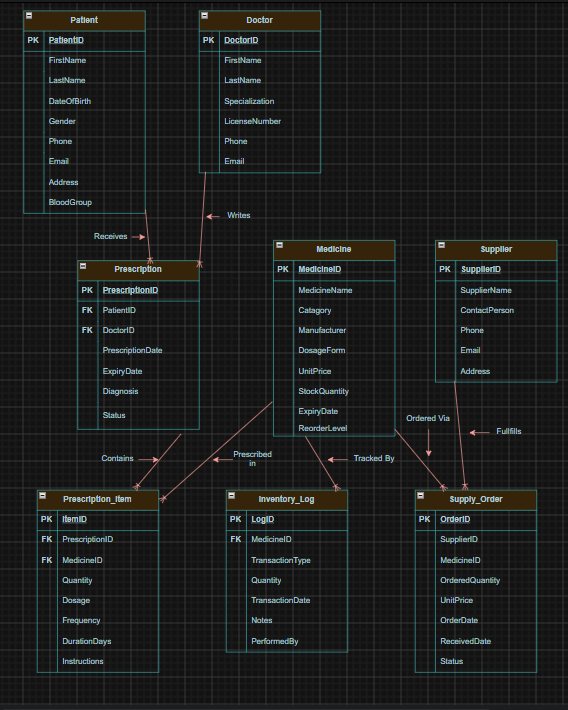 Patient
PK PatientID
FirstName
LastName
DateOfBirth
Gender
Phone
Email
Address
BloodGroup
Doctor
PK DoctorID
FirstName
LastName
Specialization
LicenseNumber
Phone
Email
Receives
Writes
Prescription
PK PrescriptionID
FK PatientID
FK DoctorID
PrescriptionDate
ExpiryDate
Diagnosis
Status
Medicine
PK MedicineID
MedicineName
Catagory
Manufacturer
DosageForm
UnitPrice
StockQuantity
ExpiryDate
ReorderLevel
Supplier
PK SupplierID
SupplierName
ContactPerson
Phone
Email
Address
Contains
Prescribed
in
Tracked By
Ordered Via
Fullfills
Prescription_Item
PK ItemID
FK PrescriptionID
FK MedicineID
Quantity
Dosage
Frequency
DurationDays
Instructions
Inventory_Log
PK LogID
FK MedicineID
TransactionType
Quantity
TransactionDate
Notes
PerformedBy
Supply_Order
PK OrderID
SupplierID
MedicineID
OrderedQuantity
UnitPrice
OrderDate
ReceivedDate
Status